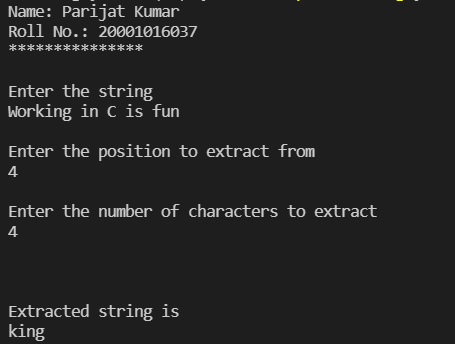 Name: Parijat Kumar
Roll No.: 20001016037
***************
Enter the string
Working in C is fun
Enter the position to extract from
4
Enter the number of characters to extract
4
Extracted string is
king